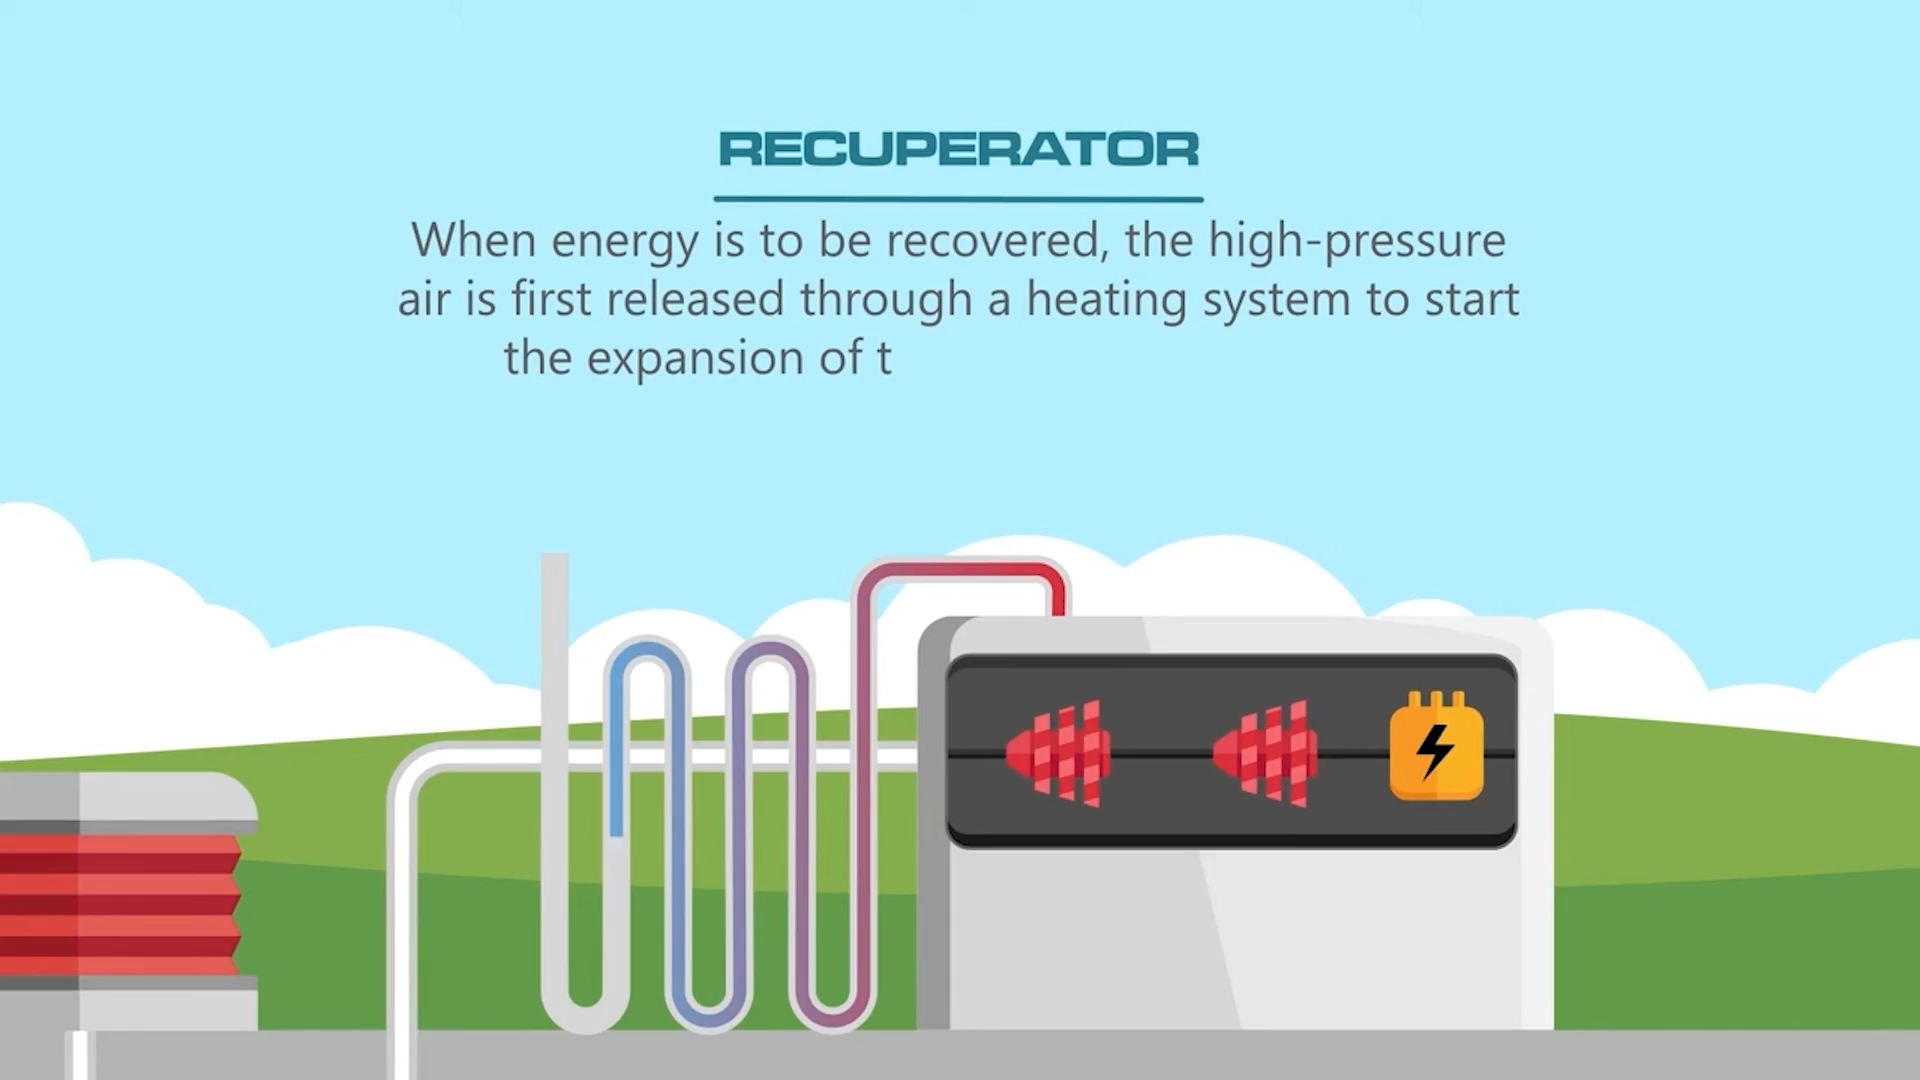 RECUPERATOR
When energy is to be recovered, the high-pressure
air is first released through a heating system to start
the expansion of t